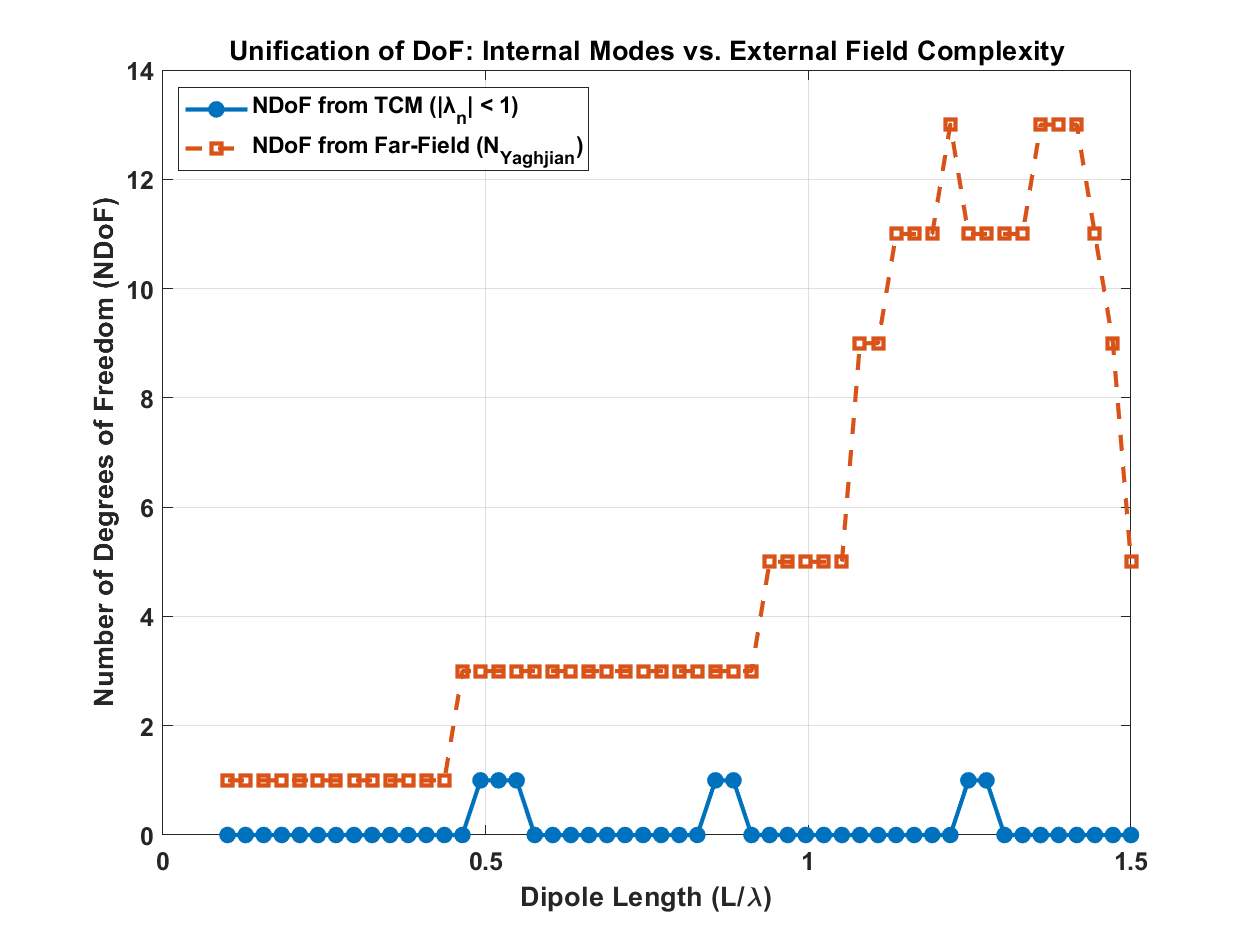 Unification of DoF: Internal Modes vs. External Field Complexity
NDoF from TCM (|λn| < 1)
NDoF from Far-Field (NYaghjian)
Number of Degrees of Freedom (NDoF)
14
12
10
8
6
4
2
0
0
0.5
1
1.5
Dipole Length (L/λ)